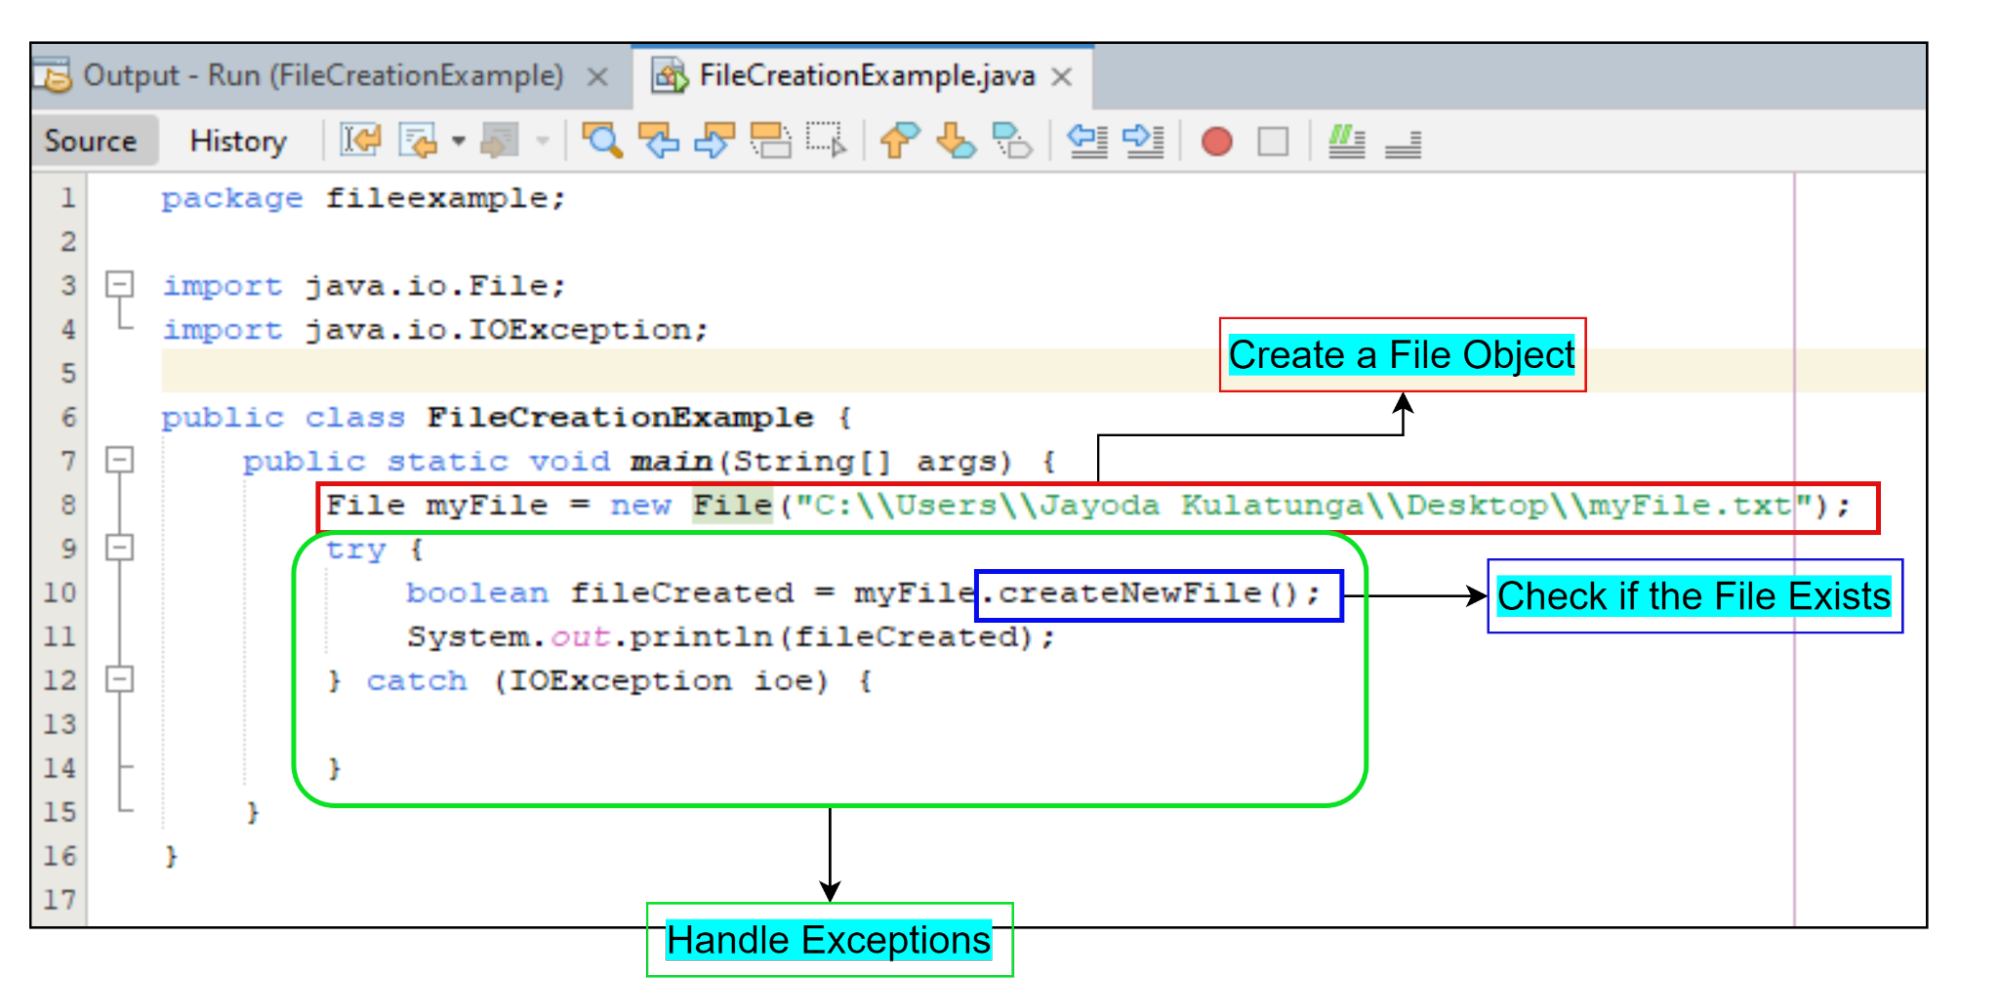 Output - Run (FileCreationExample) × FileCreationExample.java ×
Source History
1 package fileexample;
2
3 import java.io.File;
4 import java.io.IOException;
Create a File Object
5
6 public class FileCreationExample {
7 public static void main(String[] args) {
8 File myFile = new File("C:\\Users\\Jayoda Kulatunga\\Desktop\\myFile.txt");
9 try {
10 boolean fileCreated = myFile.createNewFile();
Check if the File Exists
11 System.out.println(fileCreated);
12 } catch (IOException ioe) {
13
14 }
15 }
16 }
17
Handle Exceptions